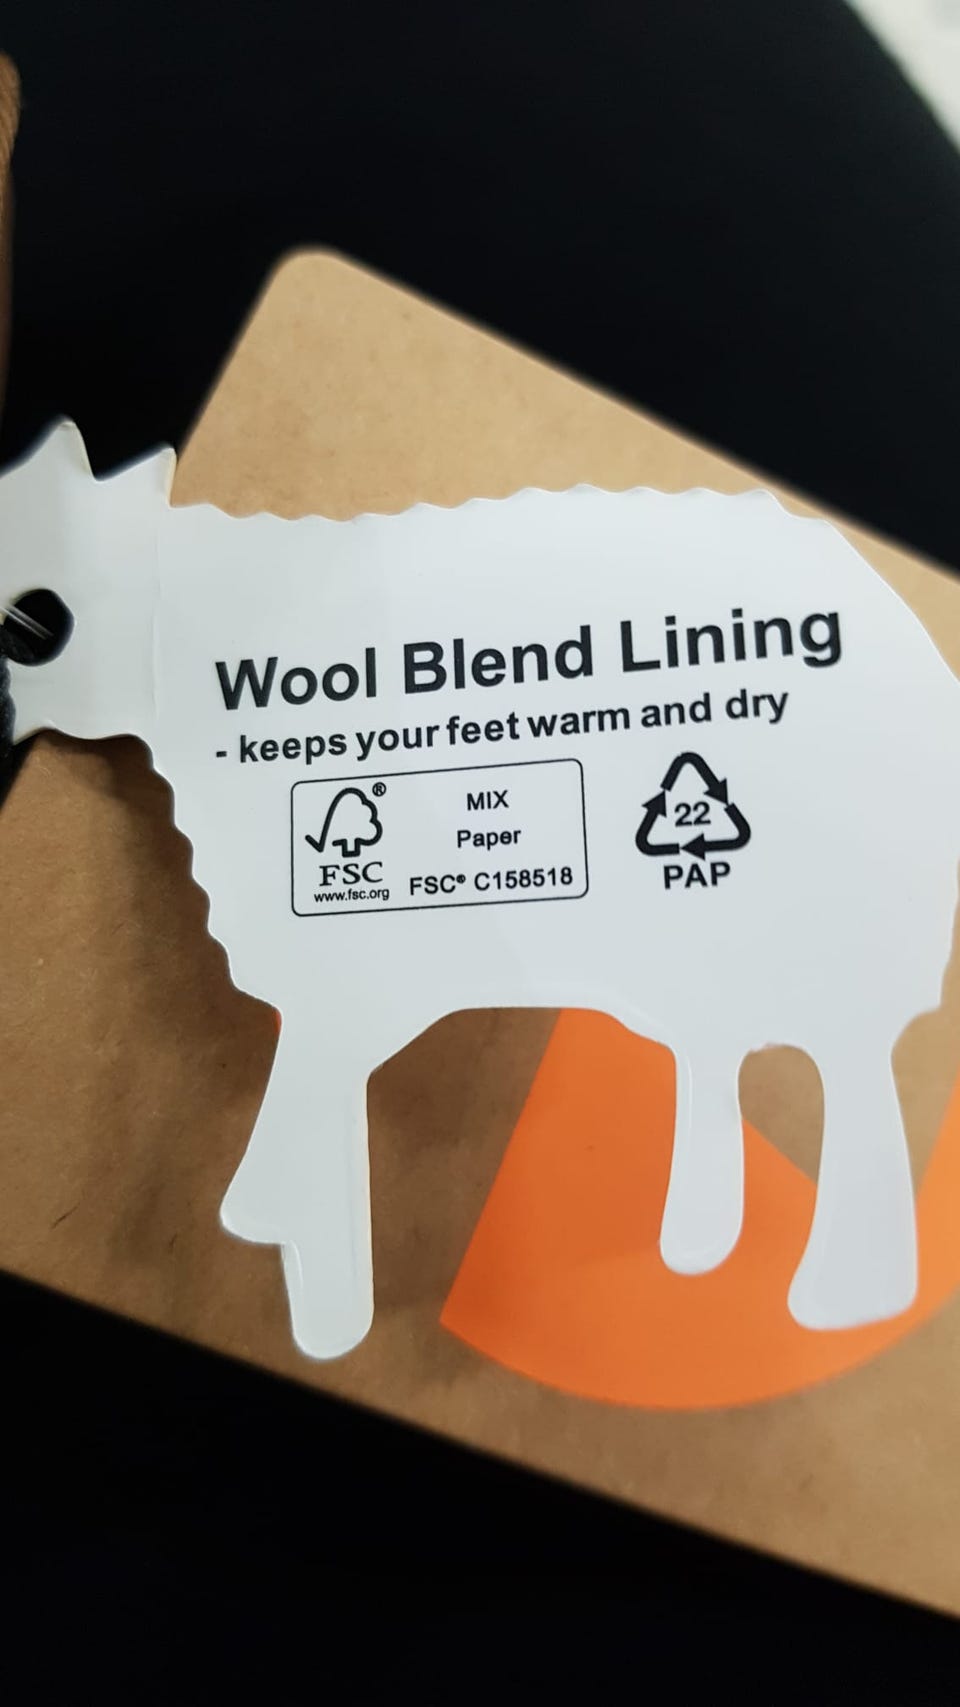 Wool Blend Lining
- keeps your feet warm and dry
®
FSC
www.fsc.org
MIX
Paper
FSC® C158518
22
PAP